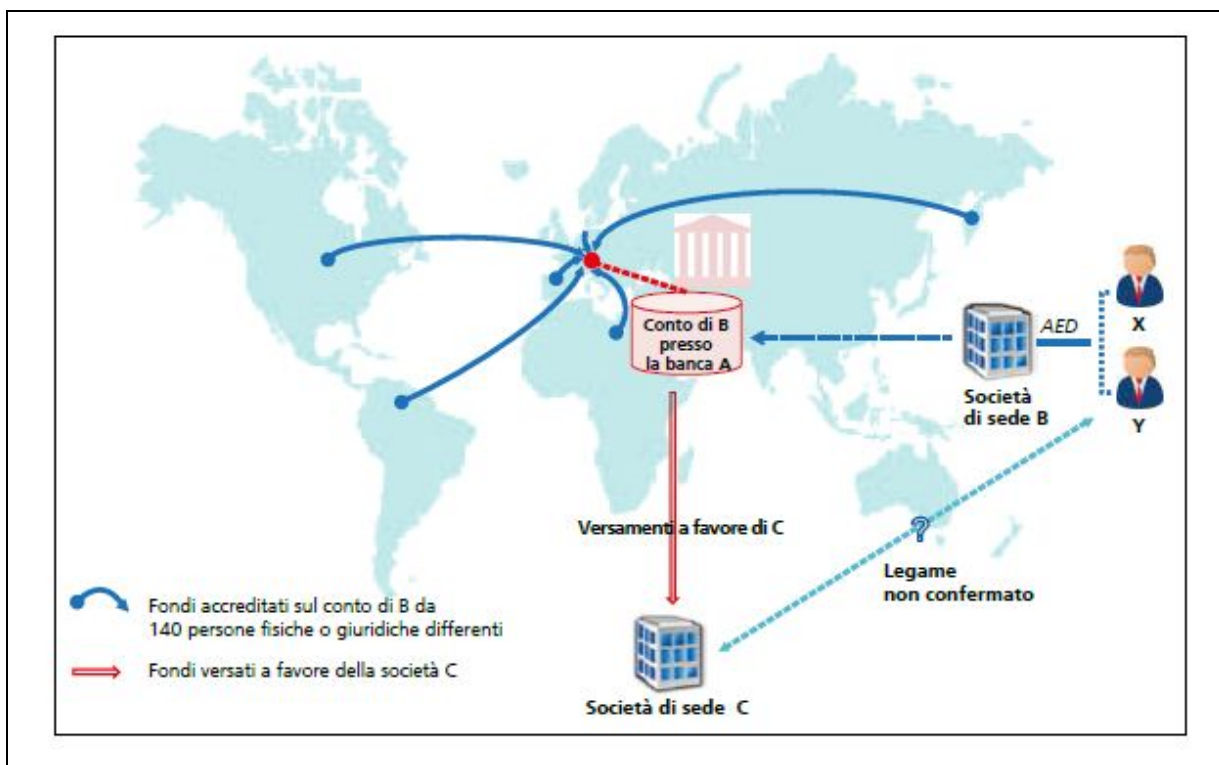 Conto di B
presso
la banca A
AED
X
Società
di sede B
Y
Versamenti a favore di C
?
Legame
non confermato
Fondi accreditati sul conto di B da
140 persone fisiche o giuridiche differenti
Fondi versati a favore della società C
Società di sede C